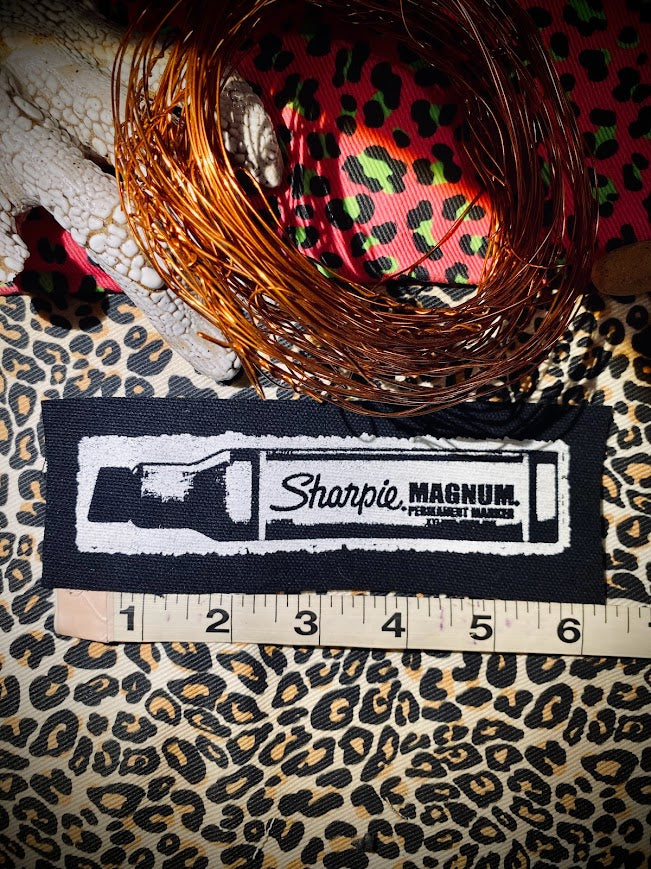 Sharpie® MAGNUM®
PERMANENT MARKER
1 2 3 4 5 6